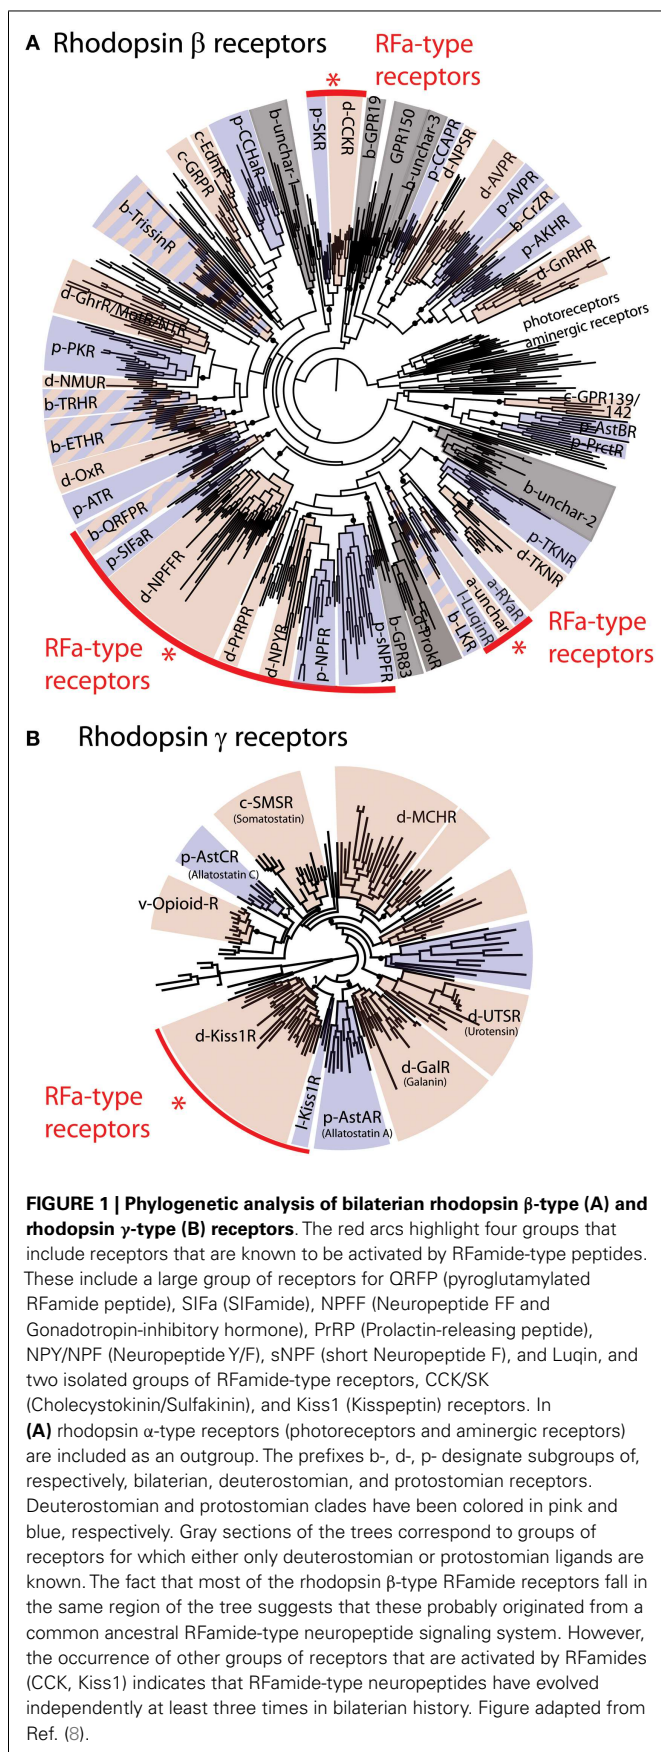 A Rhodopsin β receptors
RFa-type
receptors
*
p-SKR
d-CCKR
b-GPR19
GPR150
b-unchar-3
p-CCAPR
d-NPSR
d-AVPR
p-AVPR
b-CrZR
p-AKHR
d-GnRHR
photoreceptors
aminergic receptors
c-GPR139/
142
p-AstBR
p-PrctR
b-unchar-2
p-TKNR
d-TKNR
a-RYaR
a-unchar
l-LuqinR
b-LKR
RFa-type
receptors
*
d-ProkR
b-GPR83
p-sNPFR
p-NPFR
d-NPYR
d-PrRPR
d-NPFFR
p-SIFaR
b-QRFPR
p-ATR
d-OxR
b-ETHR
b-TRHR
d-NMUR
p-PKR
d-GhrR/MotR/NTR
b-TrissinR
c-GRPR
c-EdnR
p-CCHaR
b-unchar-1
RFa-type
receptors
*
B Rhodopsin γ receptors
c-SMSR
(Somatostatin)
d-MCHR
p-AstCR
(Allatostatin C)
v-Opioid-R
1
d-UTSR
(Urotensin)
d-Kiss1R
d-GalR
(Galanin)
l-Kiss1R
p-AstAR
(Allatostatin A)
RFa-type
receptors
*
FIGURE 1 | Phylogenetic analysis of bilaterian rhodopsin β-type (A) and
rhodopsin γ-type (B) receptors. The red arcs highlight four groups that
include receptors that are known to be activated by RFamide-type peptides.
These include a large group of receptors for QRFP (pyroglutamylated
RFamide peptide), SIFa (SIFamide), NPFF (Neuropeptide FF and
Gonadotropin-inhibitory hormone), PrRP (Prolactin-releasing peptide),
NPY/NPF (Neuropeptide Y/F), sNPF (short Neuropeptide F), and Luqin, and
two isolated groups of RFamide-type receptors, CCK/SK
(Cholecystokinin/Sulfakinin), and Kiss1 (Kisspeptin) receptors. In
(A) rhodopsin α-type receptors (photoreceptors and aminergic receptors)
are included as an outgroup. The prefixes b-, d-, p- designate subgroups of,
respectively, bilaterian, deuterostomian, and protostomian receptors.
Deuterostomian and protostomian clades have been colored in pink and
blue, respectively. Gray sections of the trees correspond to groups of
receptors for which either only deuterostomian or protostomian ligands are
known. The fact that most of the rhodopsin β-type RFamide receptors fall in
the same region of the tree suggests that these probably originated from a
common ancestral RFamide-type neuropeptide signaling system. However,
the occurrence of other groups of receptors that are activated by RFamides
(CCK, Kiss1) indicates that RFamide-type neuropeptides have evolved
independently at least three times in bilaterian history. Figure adapted from
Ref. (8).